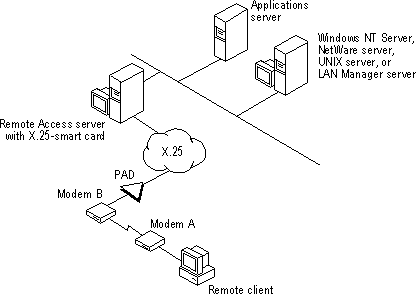 Applications
server
Windows NT Server,
NetWare server,
UNIX server, or
LAN Manager server
Remote Access server
with X.25-smart card
X.25
PAD
Modem B
Modem A
Remote client